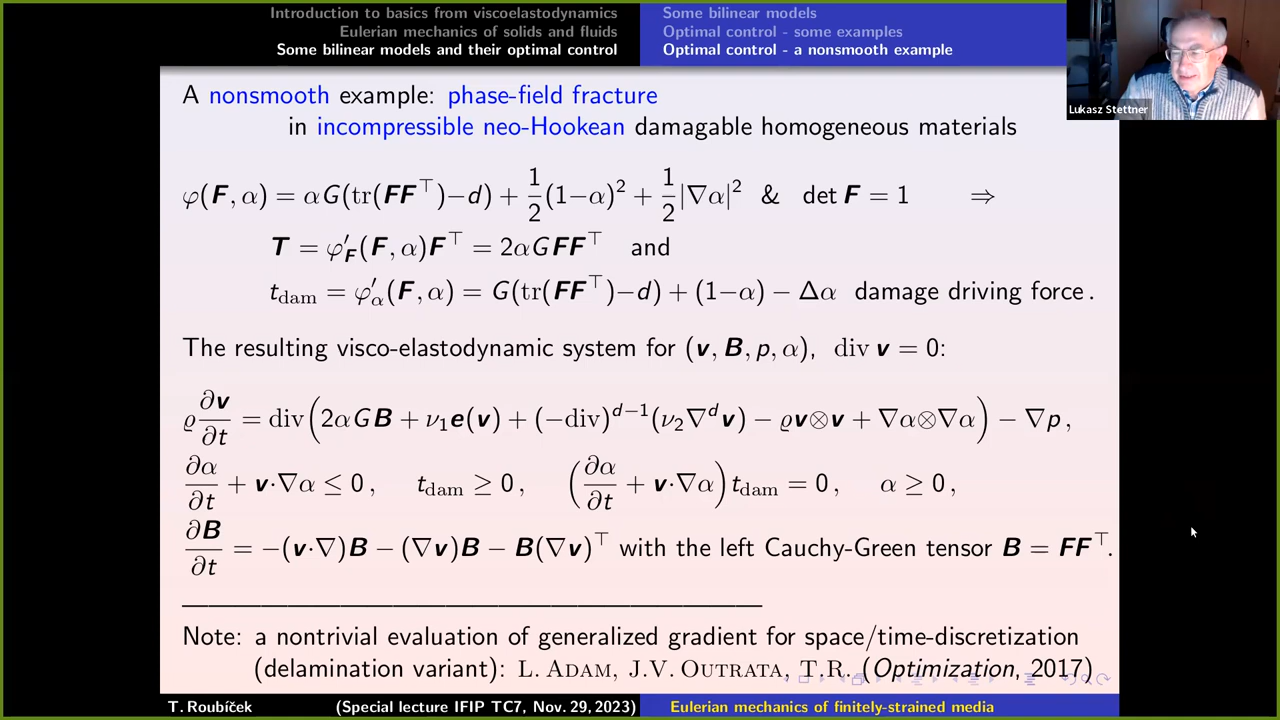 Introduction to basics from viscoelastodynamics
Eulerian mechanics of solids and fluids
Some bilinear models and their optimal control
Some bilinear models
Optimal control - some examples
Optimal control - a nonsmooth example
Lukasz Stettner
A nonsmooth example: phase-field fracture
in incompressible neo-Hookean damagable homogeneous materials
φ(F, α) = αG(tr(FF⊤)−d) + 1/2(1−α)² + 1/2|∇α|² & det F = 1 ⇒
T = φ′_F(F, α)F⊤ = 2αGFF⊤ and
t_dam = φ′_α(F, α) = G(tr(FF⊤)−d) + (1−α) − Δα damage driving force.
The resulting visco-elastodynamic system for (v, B, p, α), div v = 0:
ϱ ∂v/∂t = div(2αGB + ν₁e(v) + (−div)^{d−1}(ν₂∇^d v) − ϱv⊗v + ∇α⊗∇α) − ∇p,
∂α/∂t + v·∇α ≤ 0, t_dam ≥ 0, (∂α/∂t + v·∇α)t_dam = 0, α ≥ 0,
∂B/∂t = −(v·∇)B − (∇v)B − B(∇v)⊤ with the left Cauchy-Green tensor B = FF⊤.
Note: a nontrivial evaluation of generalized gradient for space/time-discretization
(delamination variant): L. Adam, J.V. Outrata, T.R. (Optimization, 2017)
T. Roubíček (Special lecture IFIP TC7, Nov. 29, 2023) Eulerian mechanics of finitely-strained media